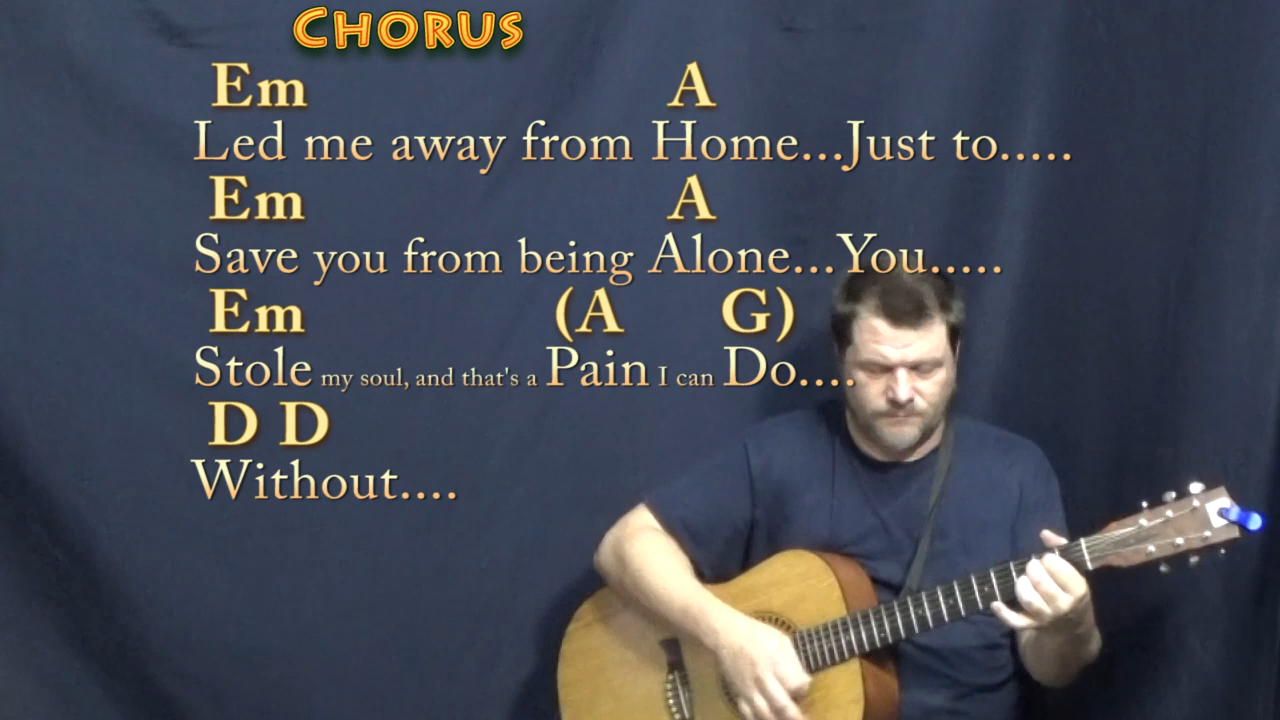 CHORUS
Em A
Led me away from Home...Just to.....
Em A
Save you from being Alone...You.....
Em (A G)
Stole my soul, and that's a Pain I can Do....
D D
Without....